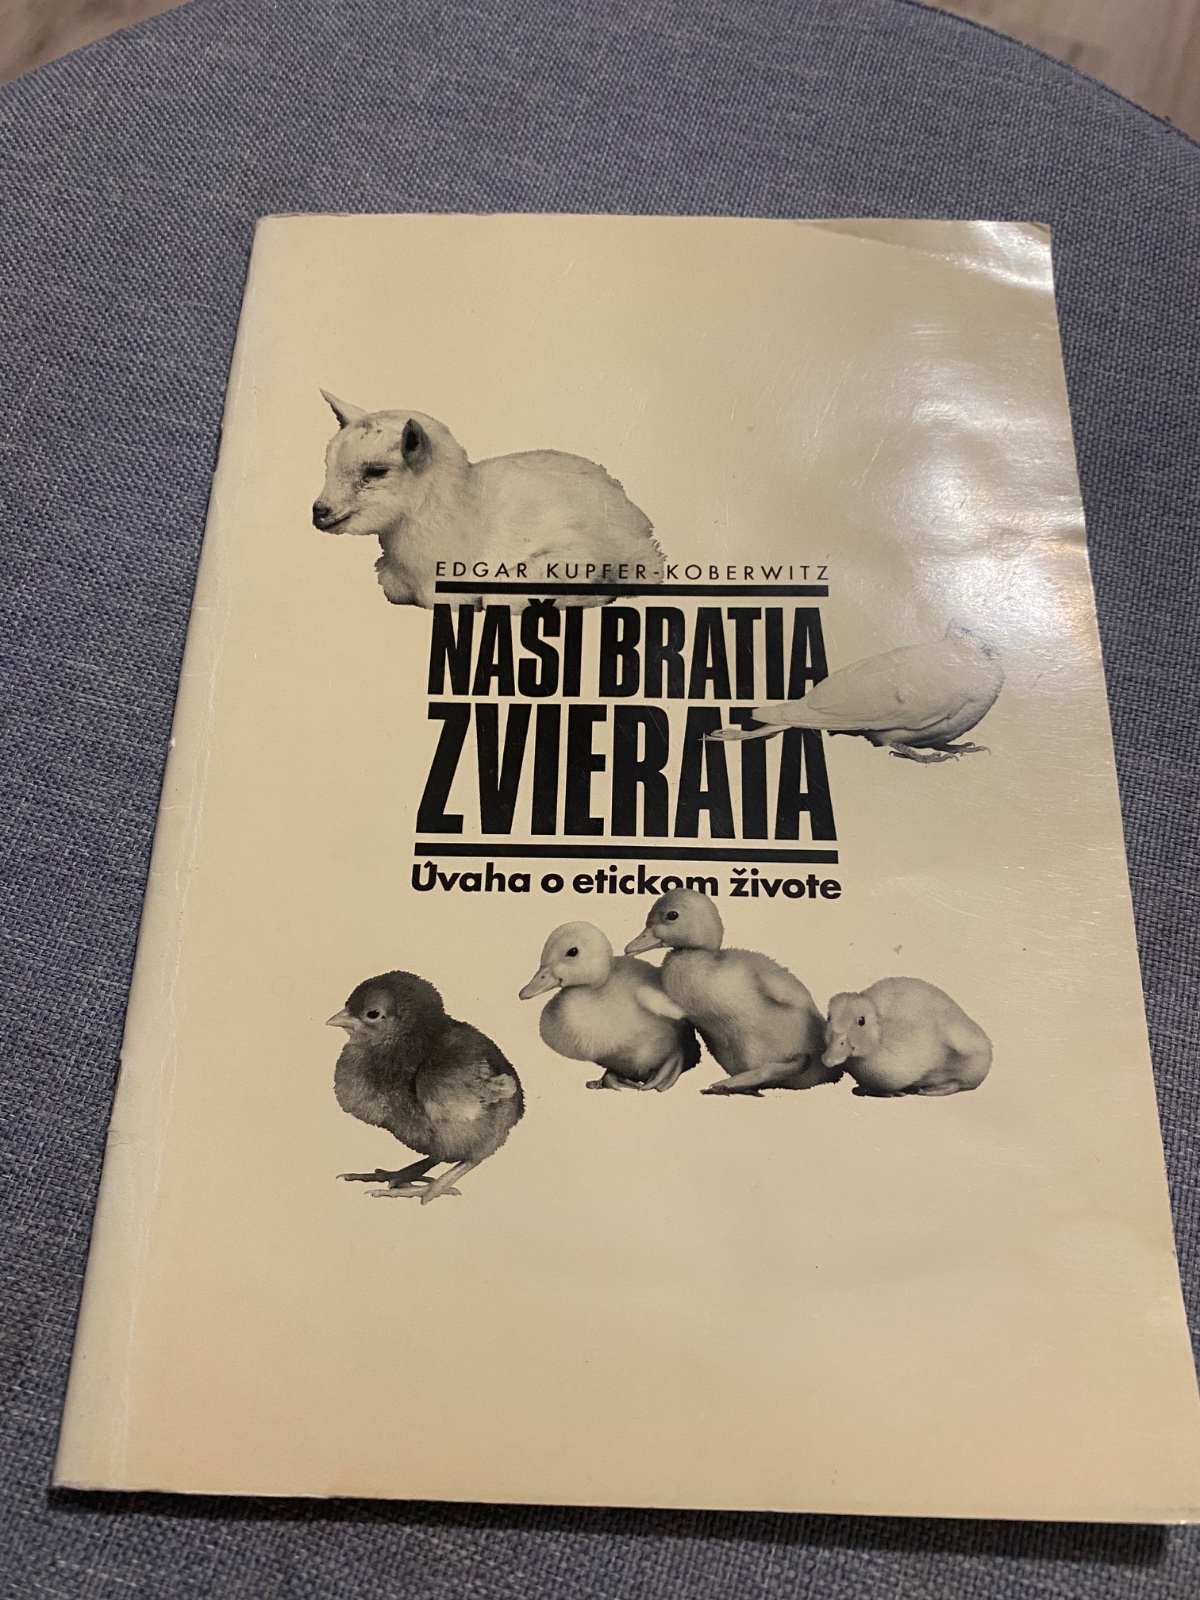 EDGAR KUPFER-KOBERWITZ
NAŠI BRATIA
ZVIERATA
Úvaha o etickom živote